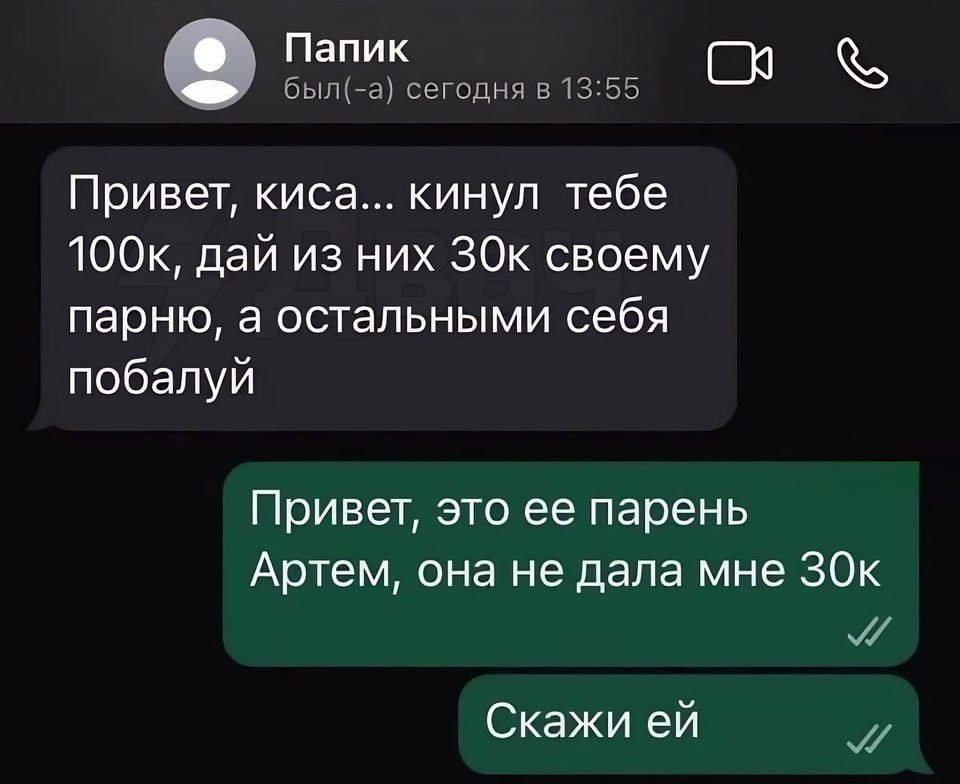 Папик
был(-а) сегодня в 13:55
Привет, киса... кинул тебе
100к, дай из них 30к своему
парню, а остальными себя
побалуй
Двач
Привет, это ее парень
Артем, она не дала мне 30к
Скажи ей